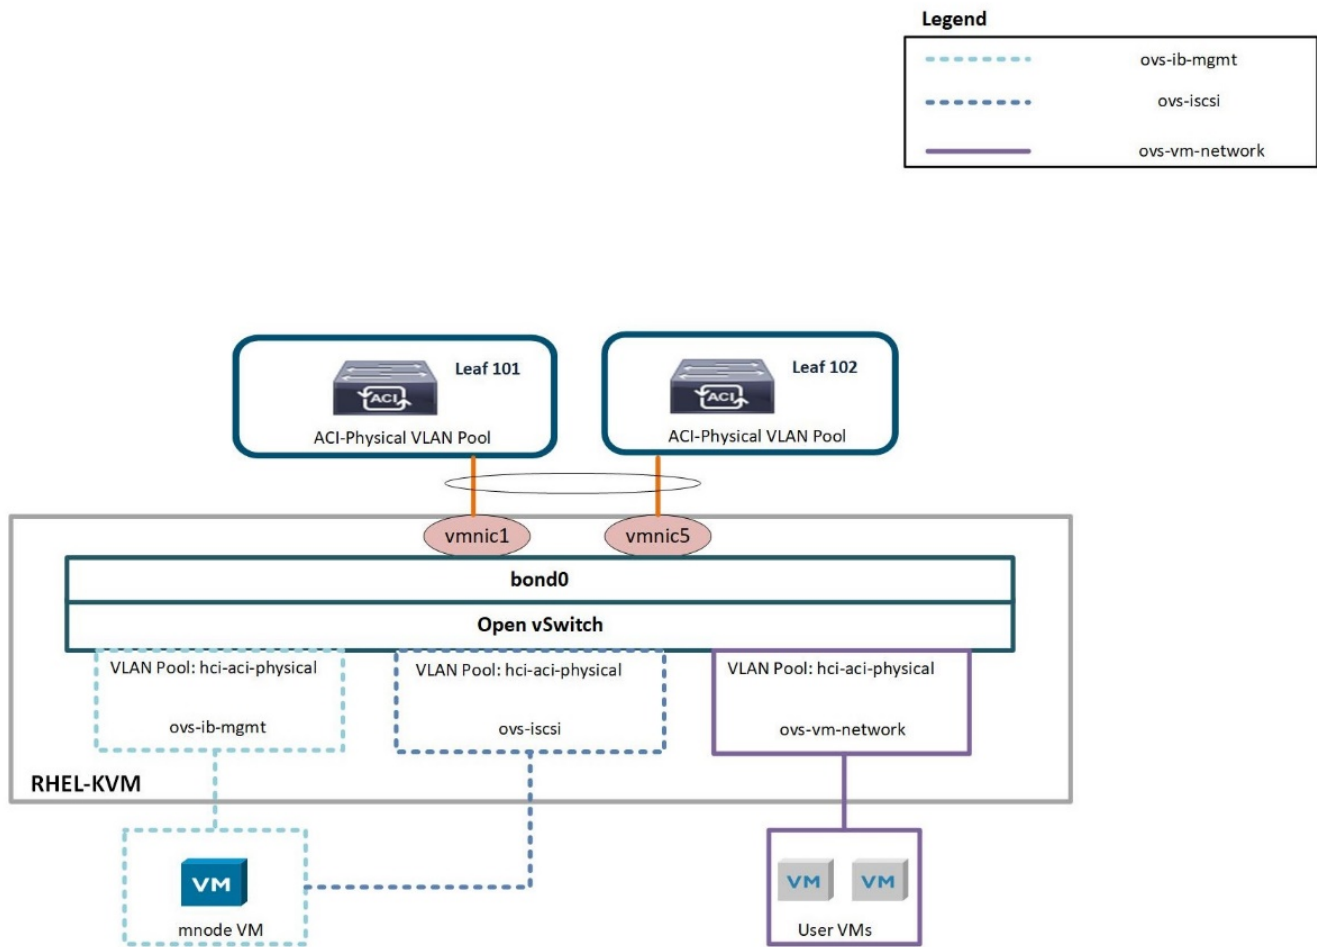 Legend
ovs-ib-mgmt
ovs-iscsi
ovs-vm-network
ACI
Leaf 101
ACI-Physical VLAN Pool
ACI
Leaf 102
ACI-Physical VLAN Pool
vmnic1
vmnic5
bond0
Open vSwitch
VLAN Pool: hci-aci-physical
ovs-ib-mgmt
VLAN Pool: hci-aci-physical
ovs-iscsi
VLAN Pool: hci-aci-physical
ovs-vm-network
RHEL-KVM
VM
mnode VM
VM
VM
User VMs